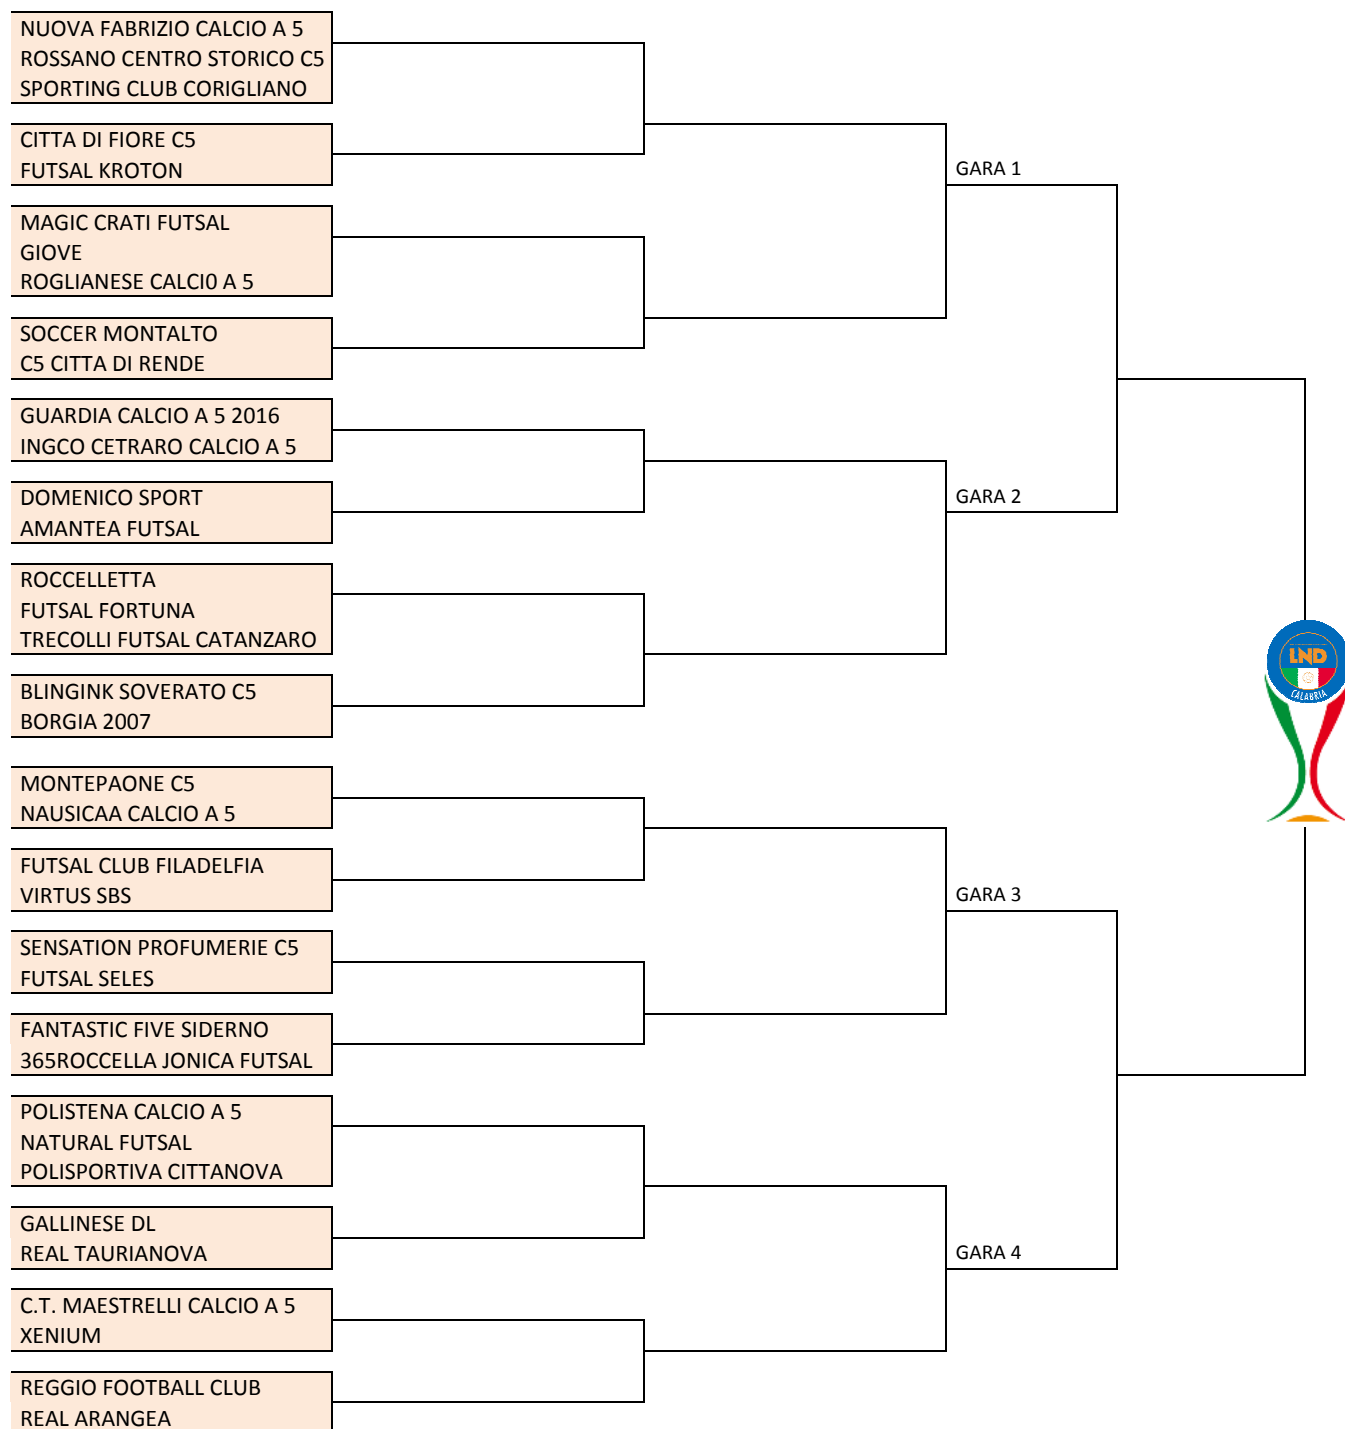 NUOVA FABRIZIO CALCIO A 5
ROSSANO CENTRO STORICO C5
SPORTING CLUB CORIGLIANO
CITTA DI FIORE C5
FUTSAL KROTON
GARA 1
MAGIC CRATI FUTSAL
GIOVE
ROGLIANESE CALCI0 A 5
SOCCER MONTALTO
C5 CITTA DI RENDE
GUARDIA CALCIO A 5 2016
INGCO CETRARO CALCIO A 5
DOMENICO SPORT
AMANTEA FUTSAL
GARA 2
ROCCELLETTA
FUTSAL FORTUNA
TRECOLLI FUTSAL CATANZARO
BLINGINK SOVERATO C5
BORGIA 2007
LND
CALABRIA
MONTEPAONE C5
NAUSICAA CALCIO A 5
FUTSAL CLUB FILADELFIA
VIRTUS SBS
GARA 3
SENSATION PROFUMERIE C5
FUTSAL SELES
FANTASTIC FIVE SIDERNO
365ROCCELLA JONICA FUTSAL
POLISTENA CALCIO A 5
NATURAL FUTSAL
POLISPORTIVA CITTANOVA
GALLINESE DL
REAL TAURIANOVA
GARA 4
C.T. MAESTRELLI CALCIO A 5
XENIUM
REGGIO FOOTBALL CLUB
REAL ARANGEA